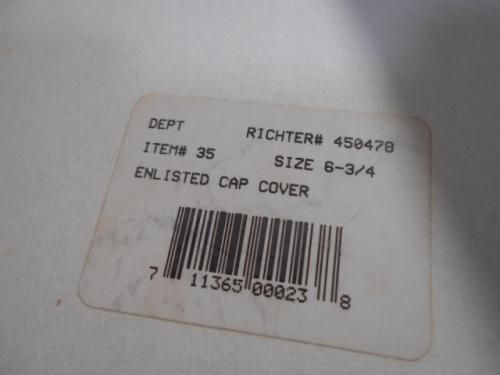 DEPT RICHTER# 450478
ITEM# 35 SIZE 6-3/4
ENLISTED CAP COVER
7 11365 00023 8